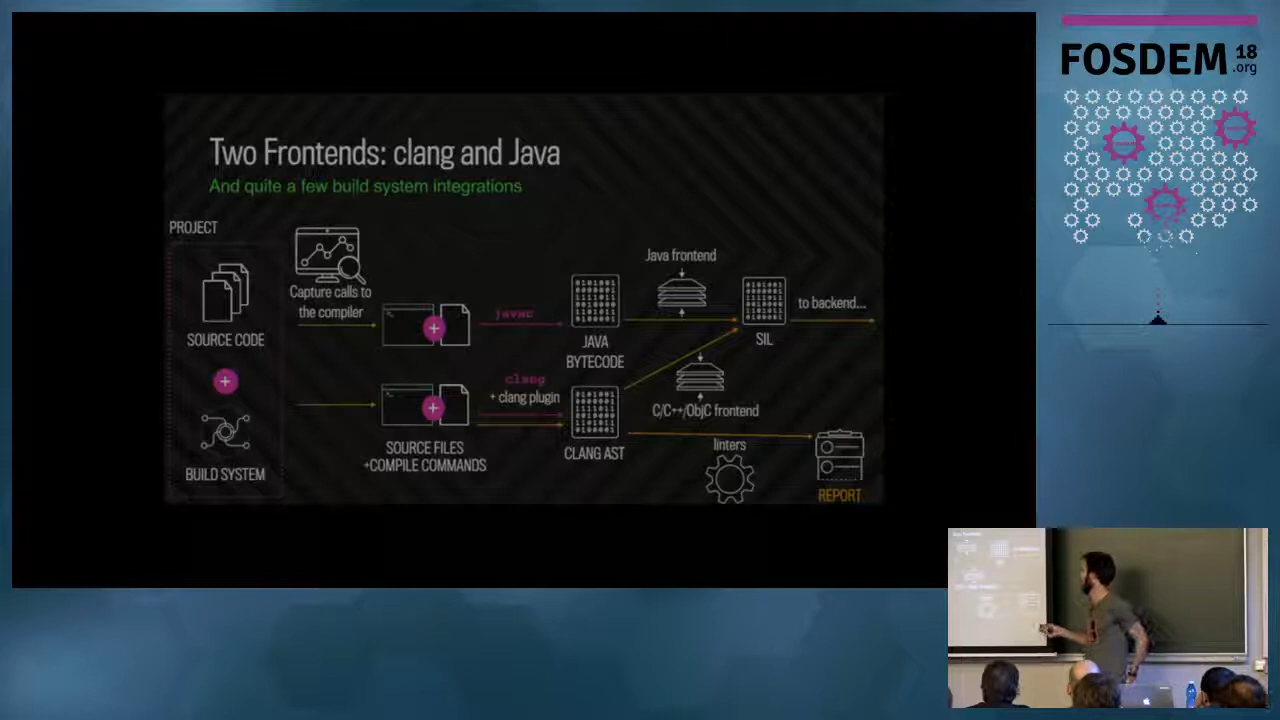 FOSDEM 18
.org
Two Frontends: clang and Java
And quite a few build system integrations
PROJECT
SOURCE CODE
BUILD SYSTEM
Capture calls to
the compiler
SOURCE FILES
+COMPILE COMMANDS
javac
clang
+ clang plugin
JAVA
BYTECODE
CLANG AST
Java frontend
C/C++/ObjC frontend
SIL
to backend...
linters
REPORT